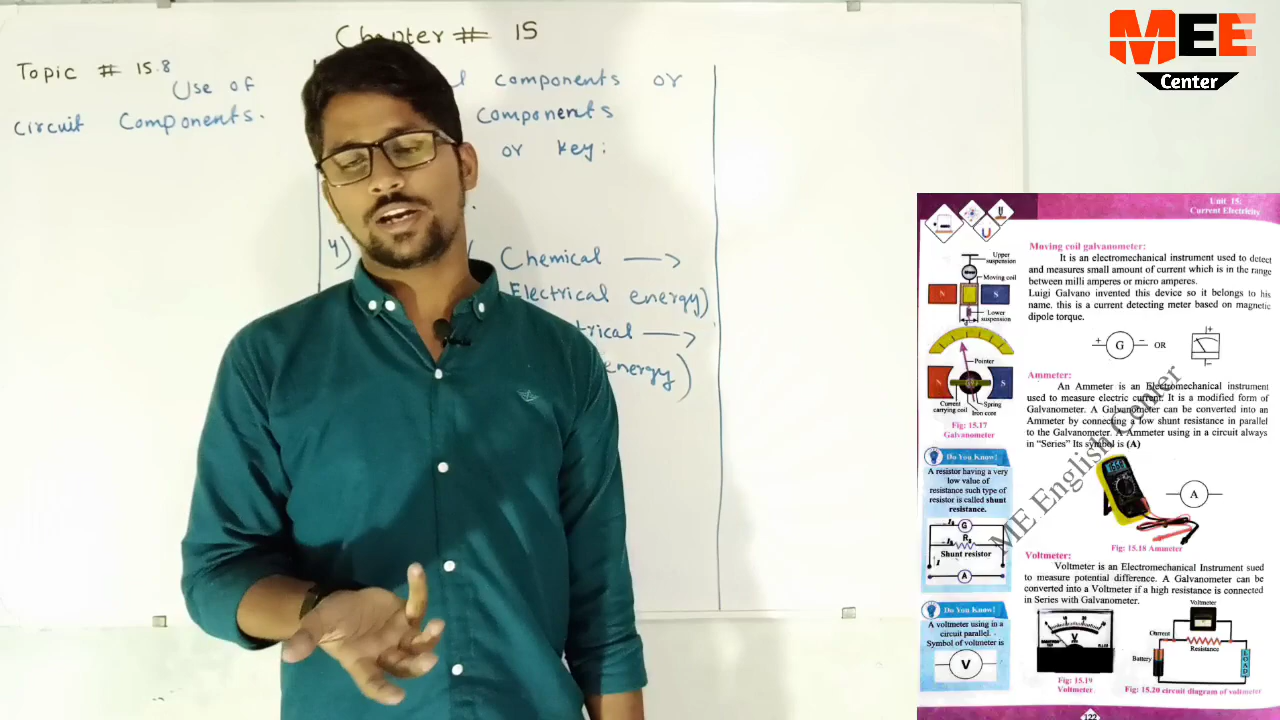 Chapter # 15
Topic # 15.8
Use of
circuit Components.
components or
components
or key:
4)
Chemical →
Electrical energy)
trical →
energy)
MEE
Center
Unit 15:
Current Electricity
Moving coil galvanometer:
It is an electromechanical instrument used to detect
and measures small amount of current which is in the range
between milli amperes or micro amperes.
Luigi Galvano invented this device so it belongs to his
name. this is a current detecting meter based on magnetic
dipole torque.
+ G - OR
Upper
suspension
Moving coil
N S
Lower
suspension
Pointer
N S
Current
carrying coil
Spring
Iron core
Fig: 15.17
Galvanometer
Ammeter:
An Ammeter is an Electromechanical instrument
used to measure electric current. It is a modified form of
Galvanometer. A Galvanometer can be converted into an
Ammeter by connecting a low shunt resistance in parallel
to the Galvanometer. A Ammeter using in a circuit always
in "Series" Its symbol is (A)
A
Fig: 15.18 Ammeter
Do You Know!
A resistor having a very
low value of
resistance such type of
resistor is called shunt
resistance.
G
Shunt resistor
A
ME English Center
Voltmeter:
Voltmeter is an Electromechanical Instrument sued
to measure potential difference. A Galvanometer can be
converted into a Voltmeter if a high resistance is connected
in Series with Galvanometer.
Do You Know!
A voltmeter using in a
circuit parallel.
Symbol of voltmeter is
V
V
Fig: 15.19
Voltmeter
Voltmeter
Current
Resistance
Battery
LOAD
Fig: 15.20 circuit diagram of voltmeter
122